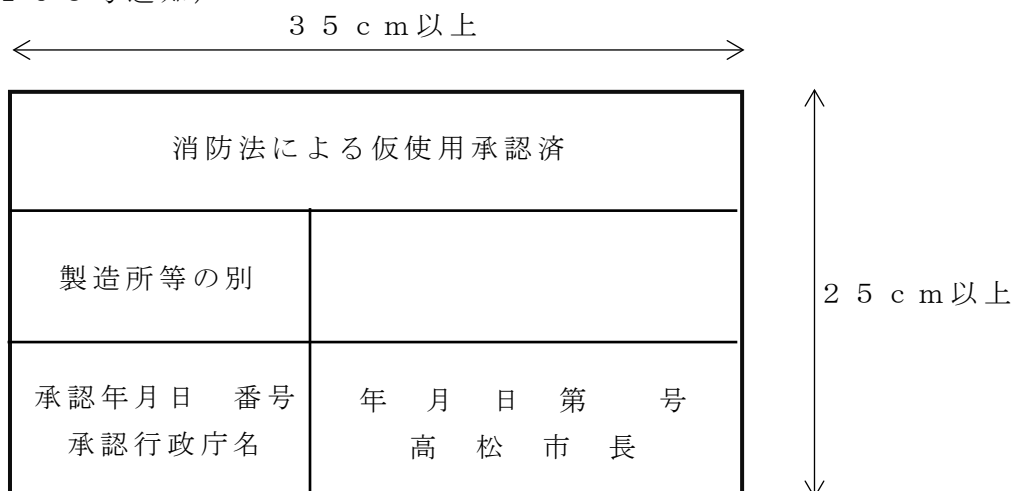 ３５ｃｍ以上
消防法による仮使用承認済
製造所等の別
２５ｃｍ以上
承認年月日　番号
承認行政庁名
年　月　日　第　　号
高　松　市　長